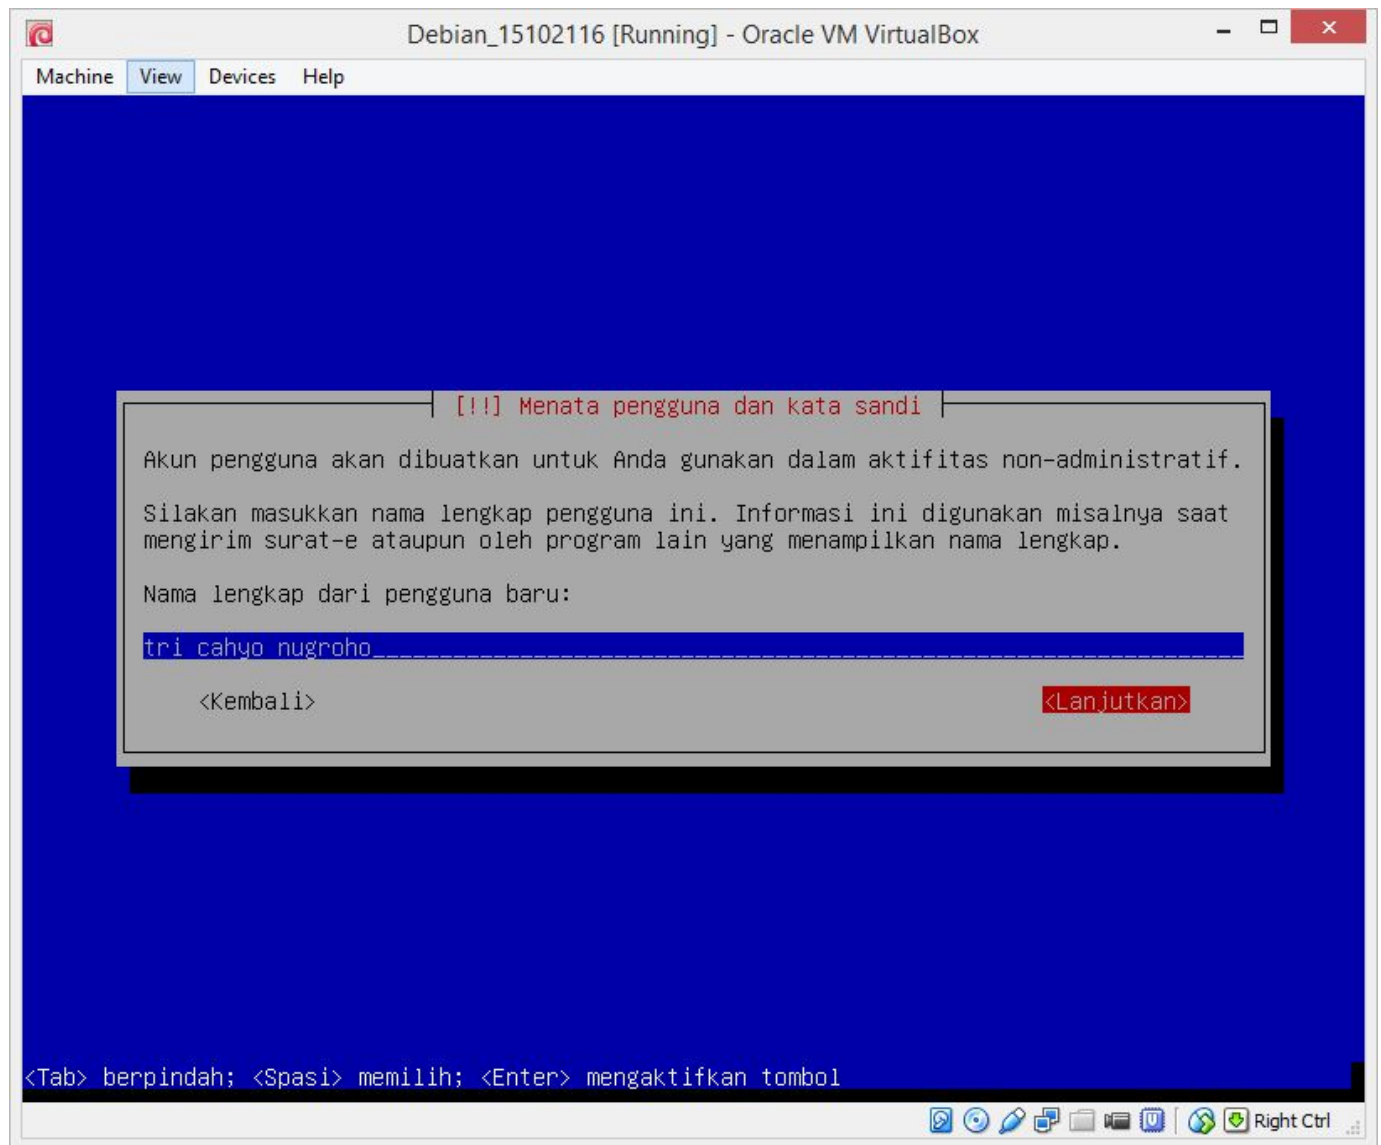 Debian_15102116 [Running] - Oracle VM VirtualBox
Machine View Devices Help
[!!] Menata pengguna dan kata sandi
Akun pengguna akan dibuatkan untuk Anda gunakan dalam aktifitas non-administratif.
Silakan masukkan nama lengkap pengguna ini. Informasi ini digunakan misalnya saat
mengirim surat-e ataupun oleh program lain yang menampilkan nama lengkap.
Nama lengkap dari pengguna baru:
tri cahyo nugroho
<Kembali> <Lanjutkan>
<Tab> berpindah; <Spasi> memilih; <Enter> mengaktifkan tombol
Right Ctrl